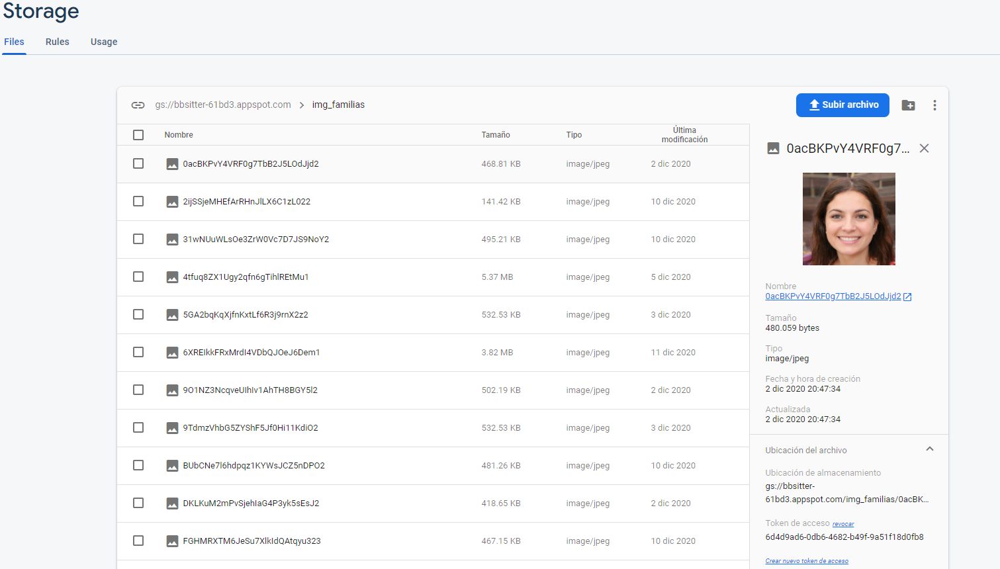 Storage
Files Rules Usage
gs://bbsitter-61bd3.appspot.com > img_familias
Subir archivo
Nombre Tamaño Tipo Última modificación
0acBKPvY4VRF0g7TbB2J5LOdJjd2 468.81 KB image/jpeg 2 dic 2020
2ijSSjeMHEfArRHnJlLX6C1zL022 141.42 KB image/jpeg 10 dic 2020
31wNUuWLsOe3ZrW0Vc7D7JS9NoY2 495.21 KB image/jpeg 10 dic 2020
4tfuq8ZX1Ugy2qfn6gTihlREtMu1 5.37 MB image/jpeg 5 dic 2020
5GA2bqKqXjfnKxtLf6R3j9rnX2z2 532.53 KB image/jpeg 3 dic 2020
6XREIkkFRxMrdI4VDbQJOeJ6Dem1 3.82 MB image/jpeg 11 dic 2020
9O1NZ3NcqveUIhIv1AhTH8BGY5l2 502.19 KB image/jpeg 2 dic 2020
9TdmzVhbG5ZYShF5Jf0Hi11KdiO2 532.53 KB image/jpeg 3 dic 2020
BUbCNe7l6hdpqz1KYWsJCZ5nDPO2 481.26 KB image/jpeg 10 dic 2020
DKLKuM2mPvSjehIaG4P3yk5sEsJ2 418.65 KB image/jpeg 2 dic 2020
FGHMRXTM6JeSu7XlkIdQAtqyu323 467.15 KB image/jpeg 10 dic 2020
0acBKPvY4VRF0g7...
Nombre
0acBKPvY4VRF0g7TbB2J5LOdJjd2
Tamaño
480.059 bytes
Tipo
image/jpeg
Fecha y hora de creación
2 dic 2020 20:47:34
Actualizada
2 dic 2020 20:47:34
Ubicación del archivo
Ubicación de almacenamiento
gs://bbsitter-
61bd3.appspot.com/img_familias/0acBK...
Token de acceso revocar
6d4d9ad6-0db6-4682-b49f-9a51f18d0fb8
Crear nuevo token de acceso